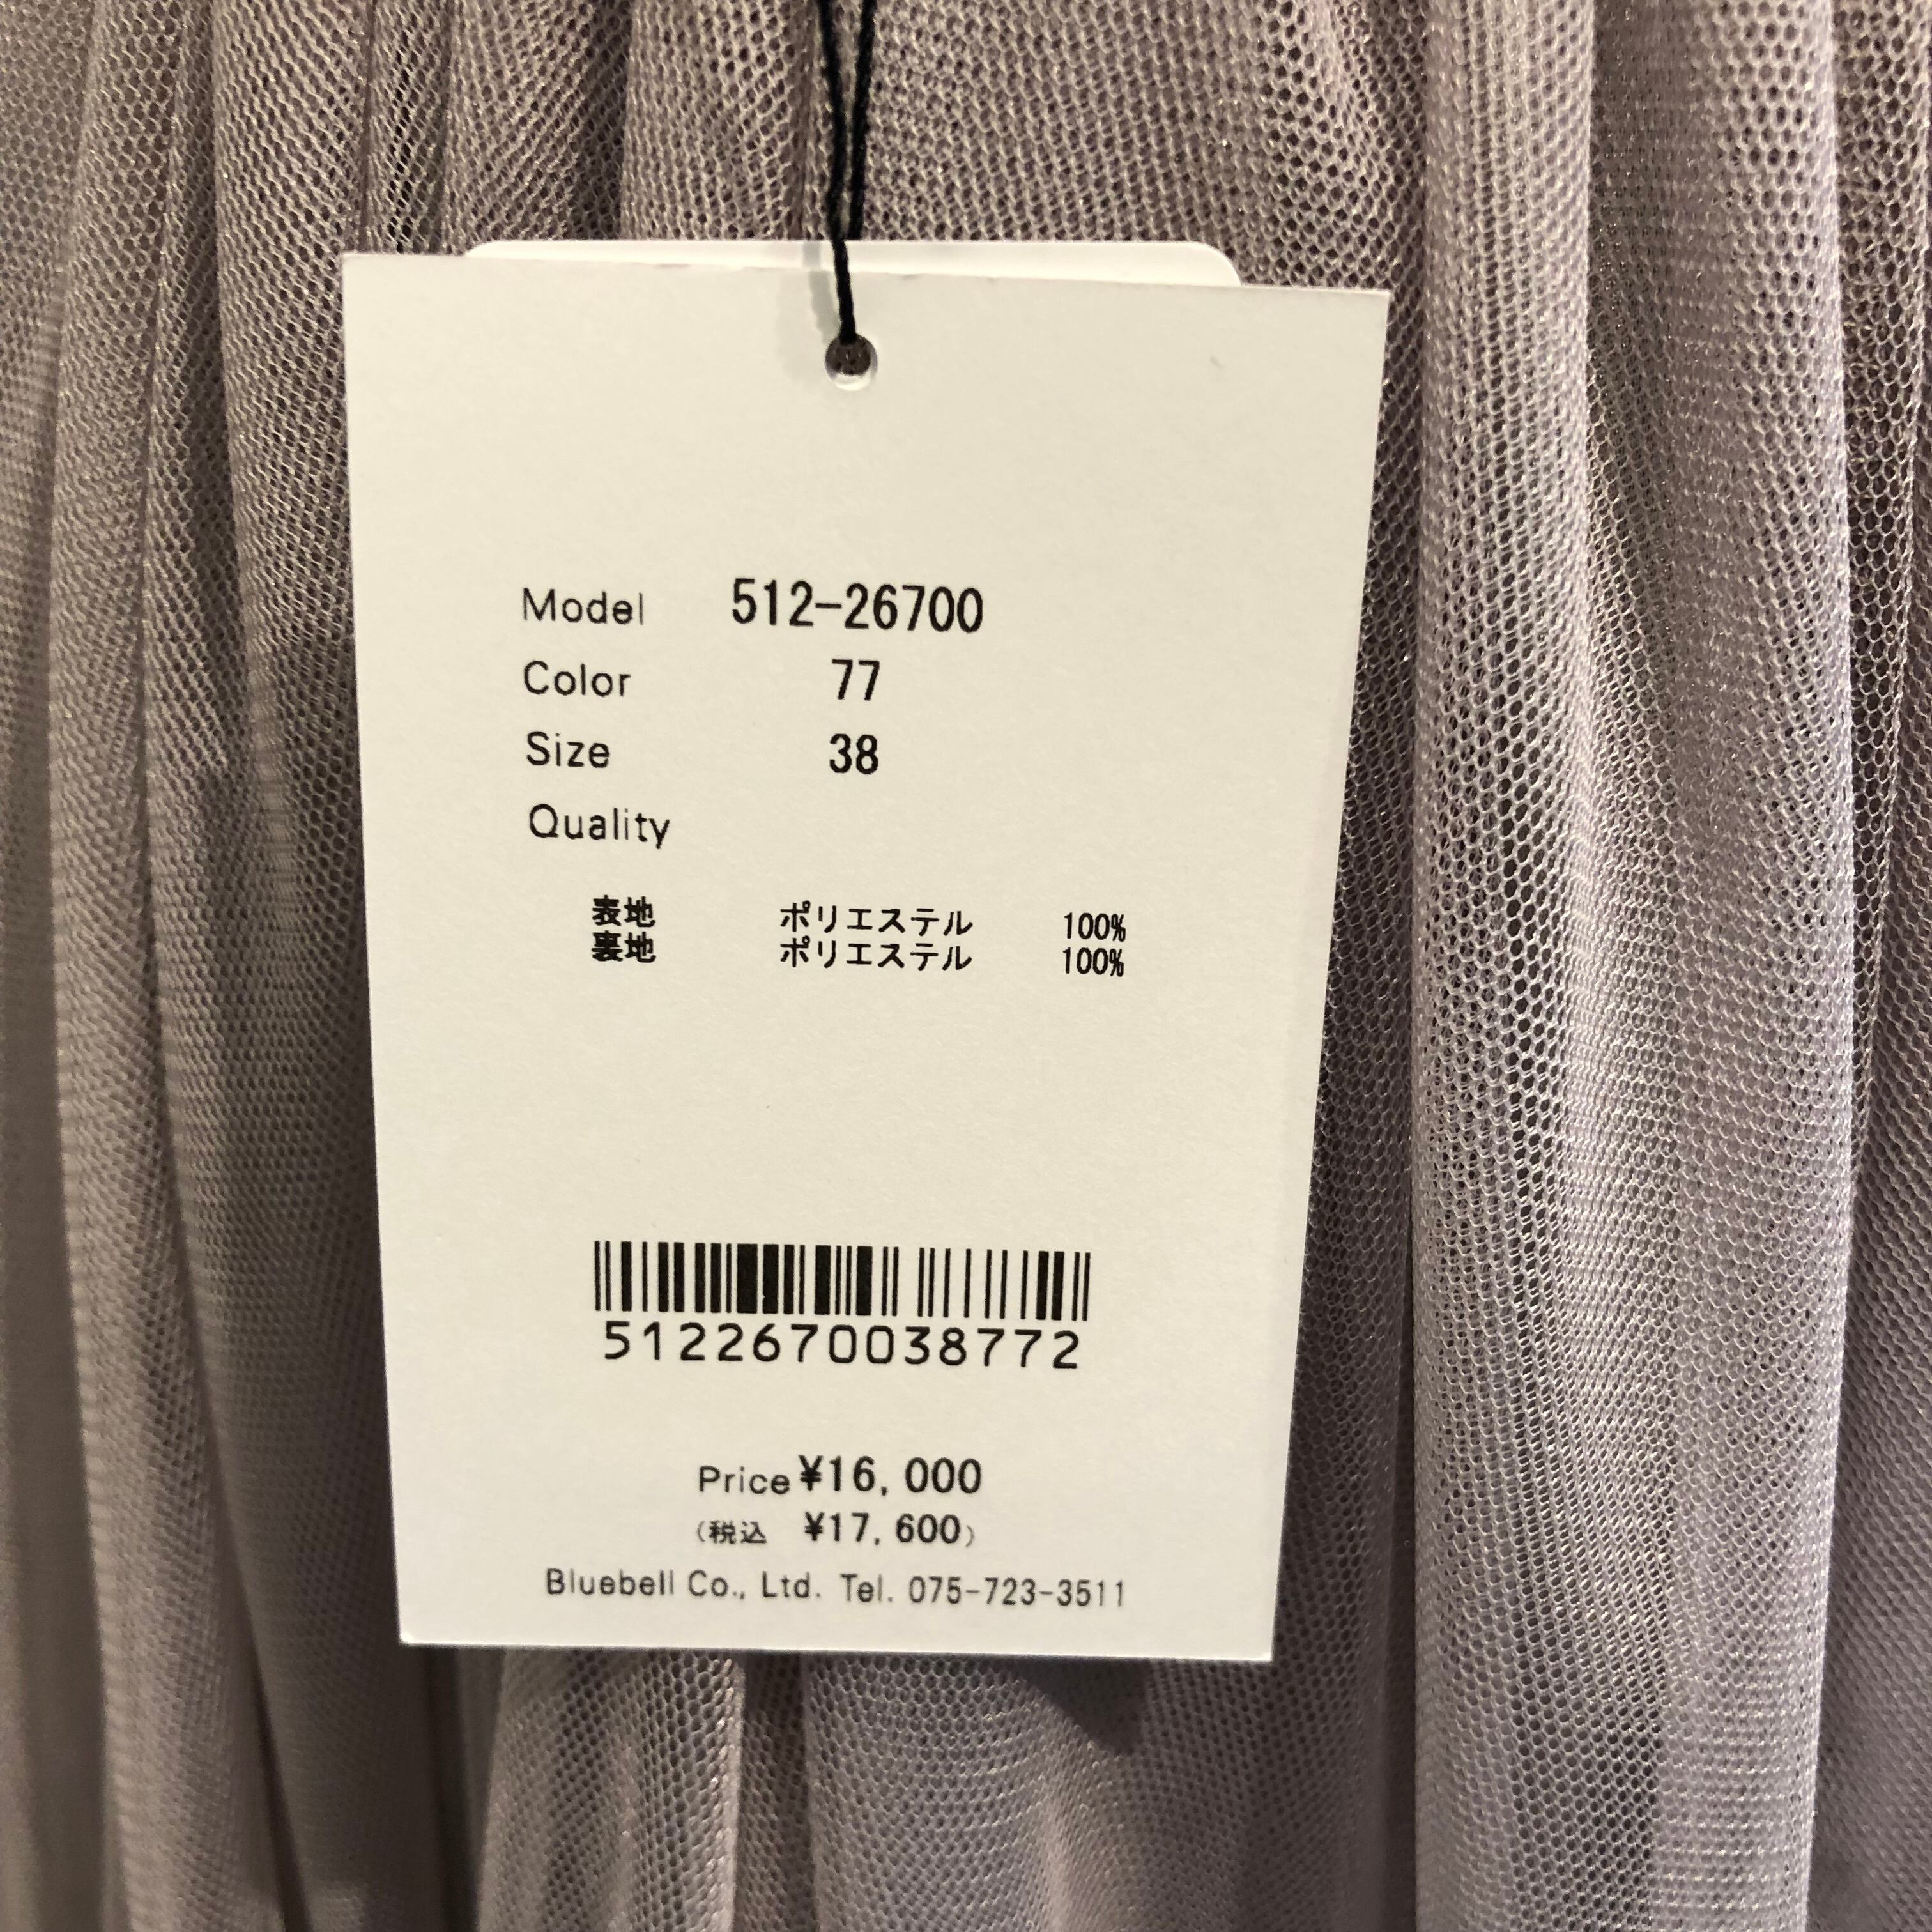 Model 512-26700
Color 77
Size 38
Quality
表地 ポリエステル 100%
裏地 ポリエステル 100%
5122670038772
Price ¥16,000
(税込 ¥17,600)
Bluebell Co., Ltd. Tel. 075-723-3511